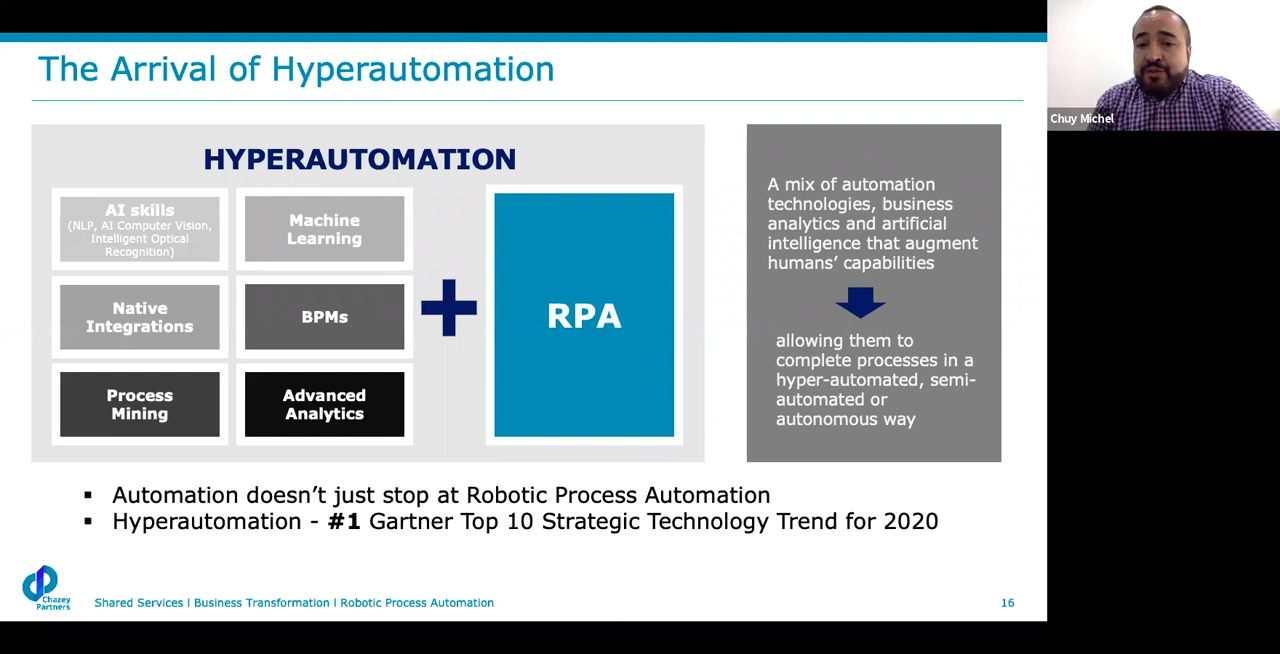 The Arrival of Hyperautomation
HYPERAUTOMATION
AI skills
(NLP, AI Computer Vision,
Intelligent Optical
Recognition)
Machine
Learning
Native
Integrations
BPMs
Process
Mining
Advanced
Analytics
RPA
A mix of automation
technologies, business
analytics and artificial
intelligence that augment
humans’ capabilities
allowing them to
complete processes in a
hyper-automated, semi-
automated or
autonomous way
▪ Automation doesn’t just stop at Robotic Process Automation
▪ Hyperautomation - #1 Gartner Top 10 Strategic Technology Trend for 2020
Chazey
Partners
Shared Services l Business Transformation l Robotic Process Automation
16
Chuy Michel